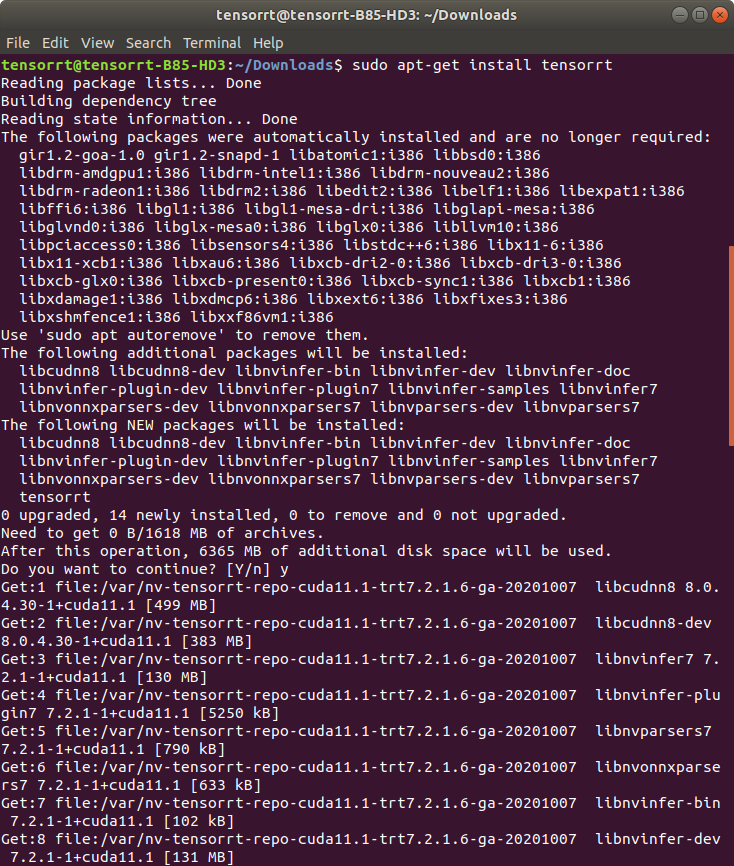 tensorrt@tensorrt-B85-HD3: ~/Downloads
File Edit View Search Terminal Help
tensorrt@tensorrt-B85-HD3:~/Downloads$ sudo apt-get install tensorrt
Reading package lists... Done
Building dependency tree
Reading state information... Done
The following packages were automatically installed and are no longer required:
  gir1.2-goa-1.0 gir1.2-snapd-1 libatomic1:i386 libbsd0:i386
  libdrm-amdgpu1:i386 libdrm-intel1:i386 libdrm-nouveau2:i386
  libdrm-radeon1:i386 libdrm2:i386 libedit2:i386 libelf1:i386 libexpat1:i386
  libffi6:i386 libgl1:i386 libgl1-mesa-dri:i386 libglapi-mesa:i386
  libglvnd0:i386 libglx-mesa0:i386 libglx0:i386 libllvm10:i386
  libpciaccess0:i386 libsensors4:i386 libstdc++6:i386 libx11-6:i386
  libx11-xcb1:i386 libxau6:i386 libxcb-dri2-0:i386 libxcb-dri3-0:i386
  libxcb-glx0:i386 libxcb-present0:i386 libxcb-sync1:i386 libxcb1:i386
  libxdamage1:i386 libxdmcp6:i386 libxext6:i386 libxfixes3:i386
  libxshmfence1:i386 libxxf86vm1:i386
Use 'sudo apt autoremove' to remove them.
The following additional packages will be installed:
  libcudnn8 libcudnn8-dev libnvinfer-bin libnvinfer-dev libnvinfer-doc
  libnvinfer-plugin-dev libnvinfer-plugin7 libnvinfer-samples libnvinfer7
  libnvonnxparsers-dev libnvonnxparsers7 libnvparsers-dev libnvparsers7
The following NEW packages will be installed:
  libcudnn8 libcudnn8-dev libnvinfer-bin libnvinfer-dev libnvinfer-doc
  libnvinfer-plugin-dev libnvinfer-plugin7 libnvinfer-samples libnvinfer7
  libnvonnxparsers-dev libnvonnxparsers7 libnvparsers-dev libnvparsers7
  tensorrt
0 upgraded, 14 newly installed, 0 to remove and 0 not upgraded.
Need to get 0 B/1618 MB of archives.
After this operation, 6365 MB of additional disk space will be used.
Do you want to continue? [Y/n] y
Get:1 file:/var/nv-tensorrt-repo-cuda11.1-trt7.2.1.6-ga-20201007  libcudnn8 8.0.
4.30-1+cuda11.1 [499 MB]
Get:2 file:/var/nv-tensorrt-repo-cuda11.1-trt7.2.1.6-ga-20201007  libcudnn8-dev
8.0.4.30-1+cuda11.1 [383 MB]
Get:3 file:/var/nv-tensorrt-repo-cuda11.1-trt7.2.1.6-ga-20201007  libnvinfer7 7.
2.1-1+cuda11.1 [130 MB]
Get:4 file:/var/nv-tensorrt-repo-cuda11.1-trt7.2.1.6-ga-20201007  libnvinfer-plu
gin7 7.2.1-1+cuda11.1 [5250 kB]
Get:5 file:/var/nv-tensorrt-repo-cuda11.1-trt7.2.1.6-ga-20201007  libnvparsers7
7.2.1-1+cuda11.1 [790 kB]
Get:6 file:/var/nv-tensorrt-repo-cuda11.1-trt7.2.1.6-ga-20201007  libnvonnxparse
rs7 7.2.1-1+cuda11.1 [633 kB]
Get:7 file:/var/nv-tensorrt-repo-cuda11.1-trt7.2.1.6-ga-20201007  libnvinfer-bin
 7.2.1-1+cuda11.1 [102 kB]
Get:8 file:/var/nv-tensorrt-repo-cuda11.1-trt7.2.1.6-ga-20201007  libnvinfer-dev
 7.2.1-1+cuda11.1 [131 MB]